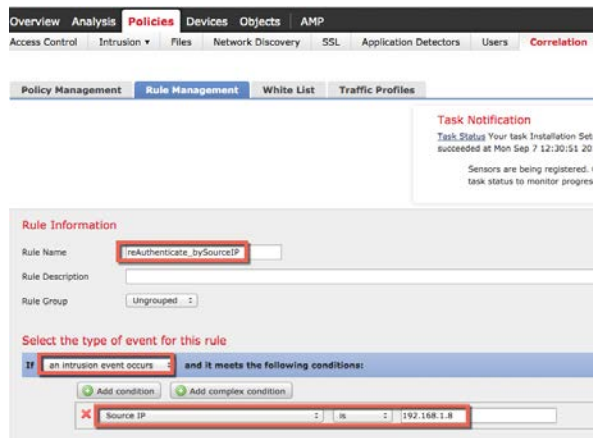 Overview Analysis Policies Devices Objects AMP
Access Control Intrusion ▾ Files Network Discovery SSL Application Detectors Users Correlation
Policy Management Rule Management White List Traffic Profiles
Task Notification
Task Status Your task Installation Set
succeeded at Mon Sep 7 12:30:51 20
Sensors are being registered.
task status to monitor progres
Rule Information
Rule Name reAuthenticate_bySourceIP
Rule Description
Rule Group Ungrouped
Select the type of event for this rule
If an intrusion event occurs and it meets the following conditions:
Add condition Add complex condition
Source IP is 192.168.1.8